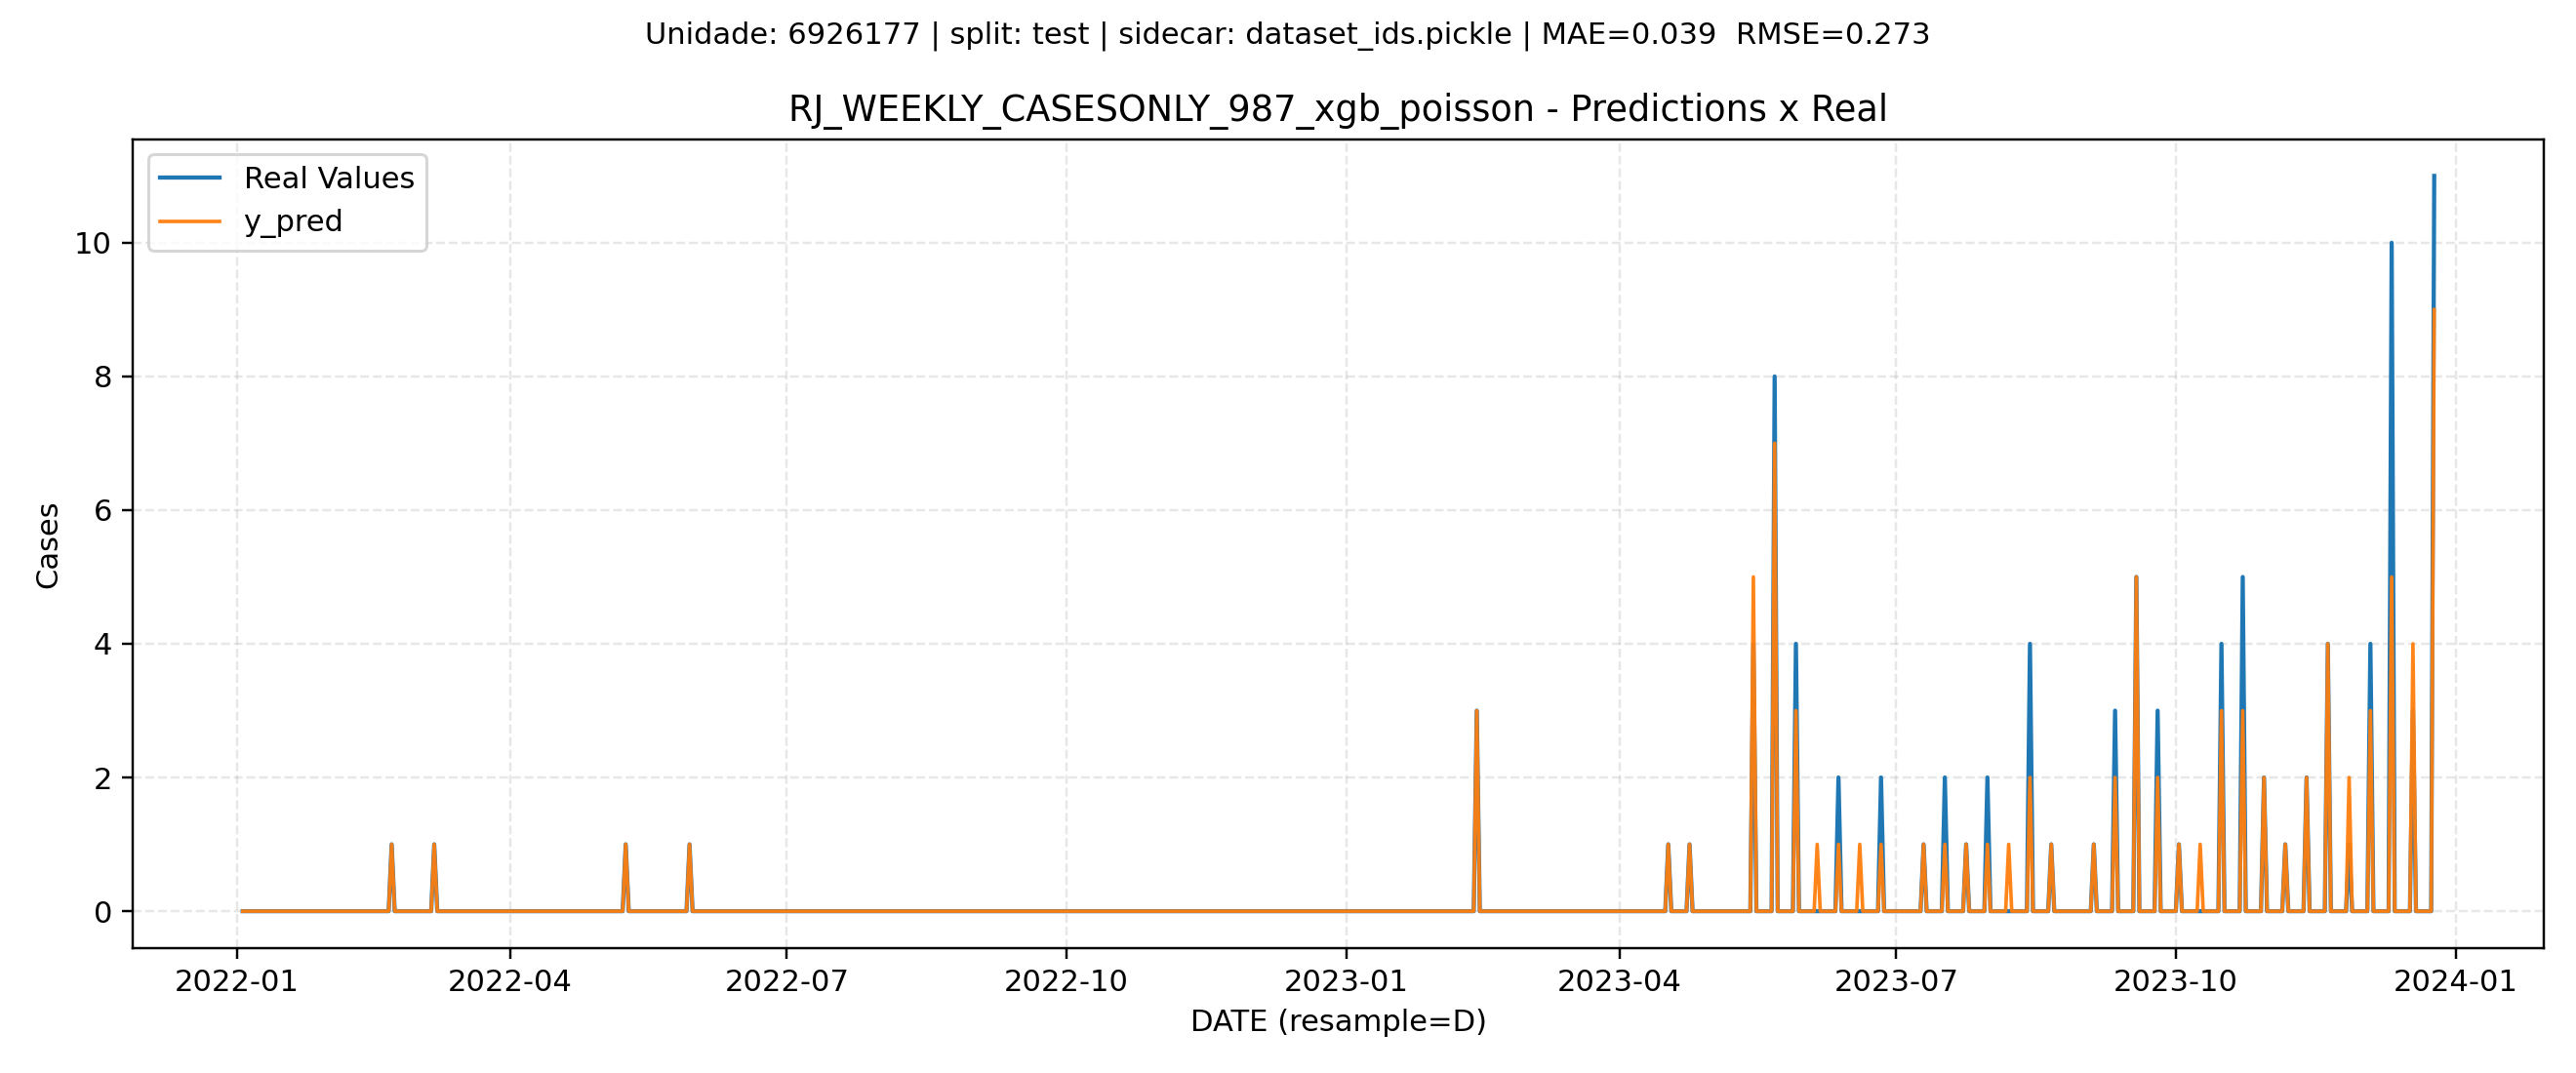 Unidade: 6926177 | split: test | sidecar: dataset_ids.pickle | MAE=0.039  RMSE=0.273
RJ_WEEKLY_CASESONLY_987_xgb_poisson - Predictions x Real
Real Values
y_pred
10
8
6
4
2
0
Cases
2022-01 2022-04 2022-07 2022-10 2023-01 2023-04 2023-07 2023-10 2024-01
DATE (resample=D)